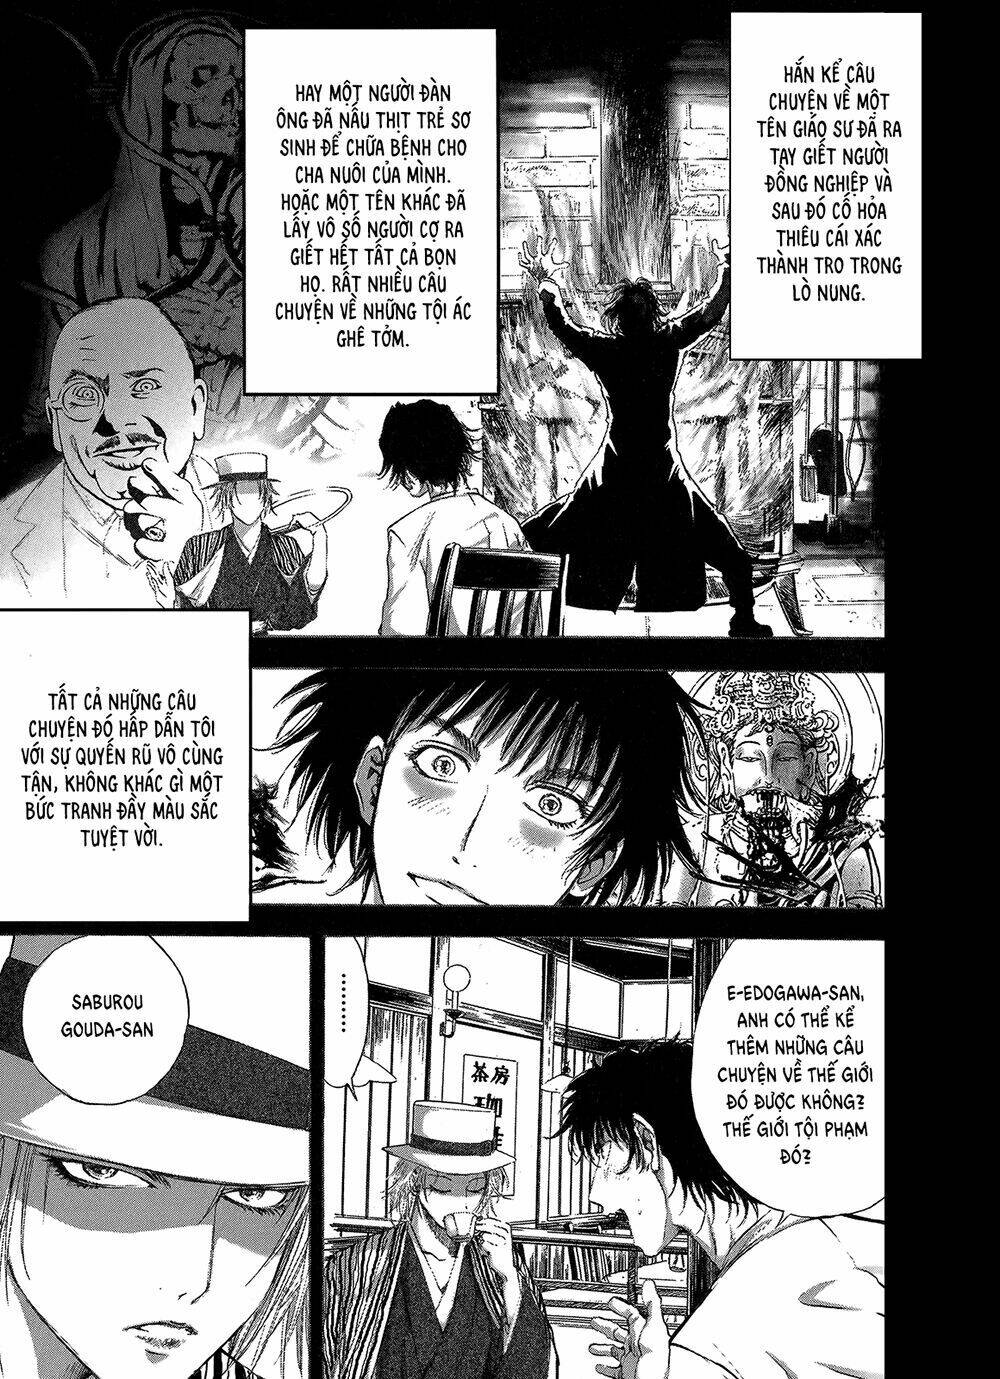 HẮN KỂ CÂU
CHUYỆN VỀ MỘT
TÊN GIÁO SƯ ĐÃ RA
TAY GIẾT NGƯỜI
ĐỒNG NGHIỆP VÀ
SAU ĐÓ CỐ HỎA
THIÊU CÁI XÁC
THÀNH TRO TRONG
LÒ NUNG.
HAY MỘT NGƯỜI ĐÀN
ÔNG ĐÃ NẤU THỊT TRẺ SƠ
SINH ĐỂ CHỮA BỆNH CHO
CHA NUÔI CỦA MÌNH.
HOẶC MỘT TÊN KHÁC ĐÃ
LẤY VÔ SỐ NGƯỜI CỢ RA
GIẾT HẾT TẤT CẢ BỌN
HỌ. RẤT NHIỀU CÂU
CHUYỆN VỀ NHỮNG TỘI ÁC
GHÊ TỞM.
TẤT CẢ NHỮNG CÂU
CHUYỆN ĐÓ HẤP DẪN TÔI
VỚI SỰ QUYẾN RŨ VÔ CÙNG
TẬN, KHÔNG KHÁC GÌ MỘT
BỨC TRANH ĐẦY MÀU SẮC
TUYỆT VỜI.
E-EDOGAWA-SAN,
ANH CÓ THỂ KỂ
THÊM NHỮNG CÂU
CHUYỆN VỀ THẾ GIỚI
ĐÓ ĐƯỢC KHÔNG?
THẾ GIỚI TỘI PHẠM
ĐÓ?
茶房
珈
琲
.........
SABUROU
GOUDA-SAN